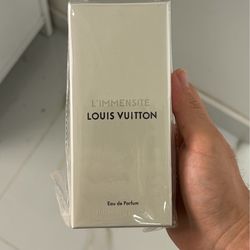 L'IMMENSITÉ
LOUIS VUITTON
Eau de Parfum